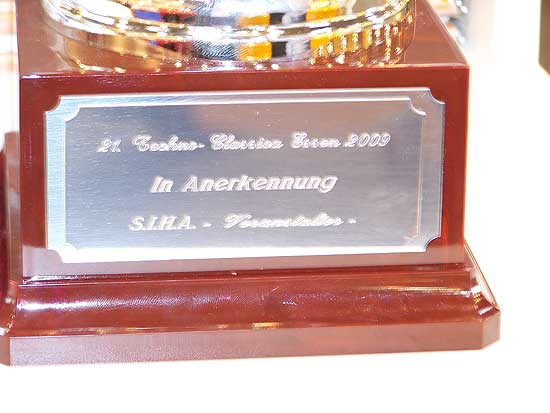 21. Techno-Classica Essen 2009
In Anerkennung
S.I.H.A. - Veranstalter -